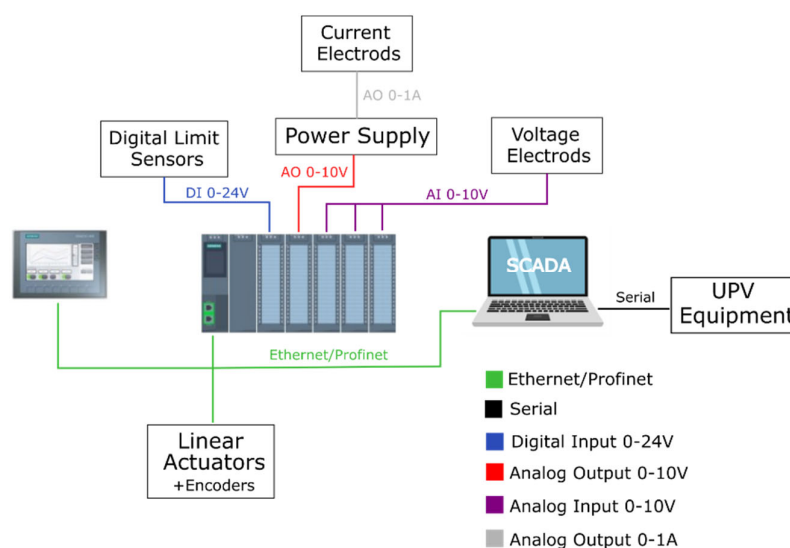 Current
Electrods
AO 0-1A
Digital Limit
Sensors
Power Supply
Voltage
Electrods
AO 0-10V
DI 0-24V
AI 0-10V
SCADA
Serial
UPV
Equipment
Ethernet/Profinet
Linear
Actuators
+Encoders
Ethernet/Profinet
Serial
Digital Input 0-24V
Analog Output 0-10V
Analog Input 0-10V
Analog Output 0-1A